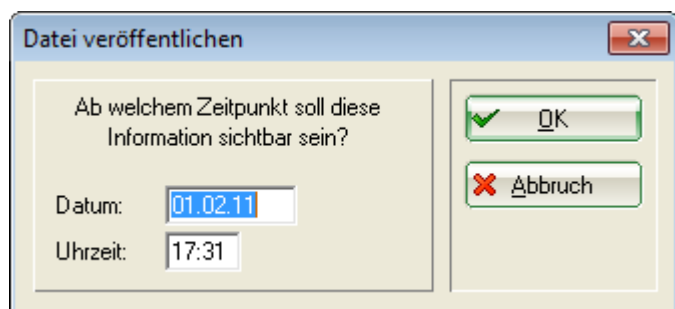 Datei veröffentlichen
Ab welchem Zeitpunkt soll diese
Information sichtbar sein?
Datum: 01.02.11
Uhrzeit: 17:31
OK
Abbruch